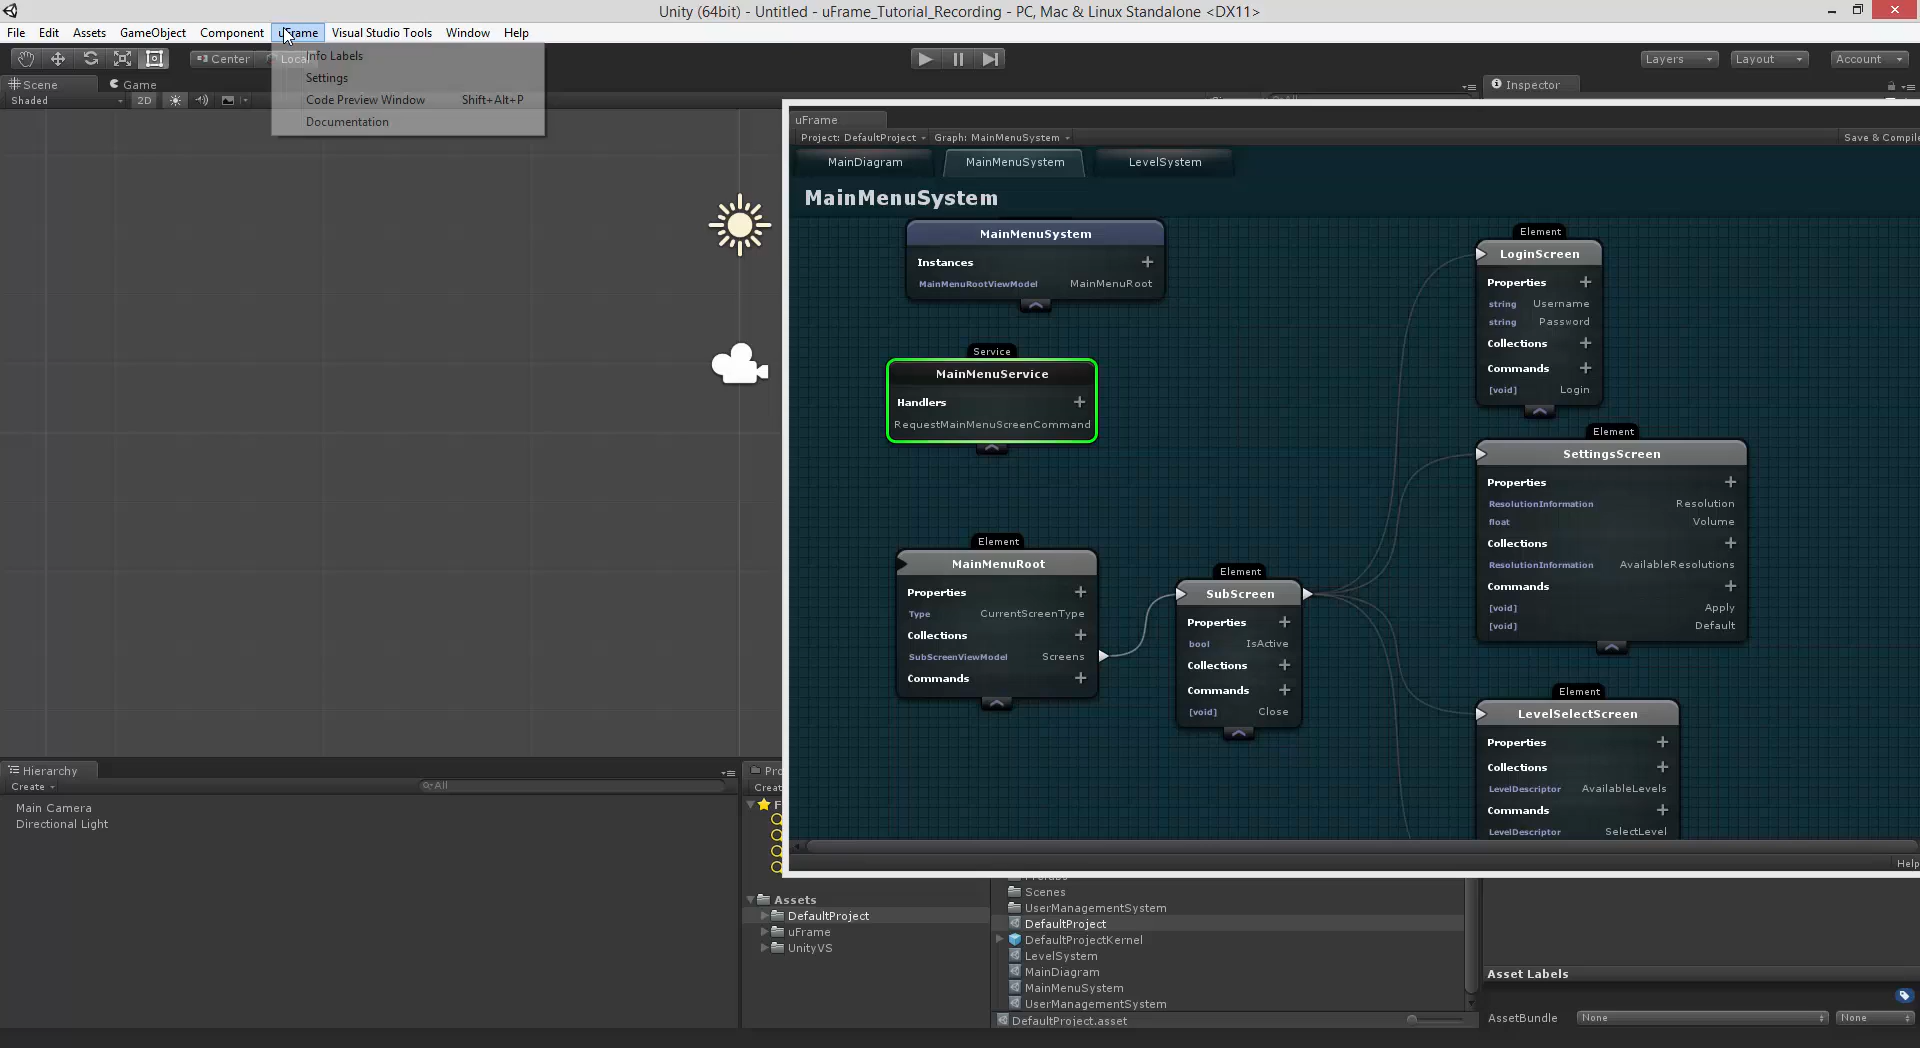 Unity (64bit) - Untitled - uFrame_Tutorial_Recording - PC, Mac & Linux Standalone <DX11>
File Edit Assets GameObject Component uFrame Visual Studio Tools Window Help
Center Local Layers Layout Account
Info Labels
Settings
Code Preview Window Shift+Alt+P
Documentation
Scene Game Inspector
Shaded 2D
uFrame
Project: DefaultProject Graph: MainMenuSystem Save & Compile
MainDiagram MainMenuSystem LevelSystem
MainMenuSystem
MainMenuSystem
Instances
MainMenuRootViewModel MainMenuRoot
Service
MainMenuService
Handlers
RequestMainMenuScreenCommand
Element
MainMenuRoot
Properties
Type CurrentScreenType
Collections
SubScreenViewModel Screens
Commands
Element
SubScreen
Properties
bool IsActive
Collections
Commands
[void] Close
Element
LoginScreen
Properties
string Username
string Password
Collections
Commands
[void] Login
Element
SettingsScreen
Properties
ResolutionInformation Resolution
float Volume
Collections
ResolutionInformation AvailableResolutions
Commands
[void] Apply
[void] Default
Element
LevelSelectScreen
Properties
Collections
LevelDescriptor AvailableLevels
Commands
LevelDescriptor SelectLevel
Help
Hierarchy
Create All
Main Camera
Directional Light
Pro
Creat
F
Assets
DefaultProject
uFrame
UnityVS
Scenes
UserManagementSystem
DefaultProject
DefaultProjectKernel
LevelSystem
MainDiagram
MainMenuSystem
UserManagementSystem
DefaultProject.asset
Asset Labels
AssetBundle None None